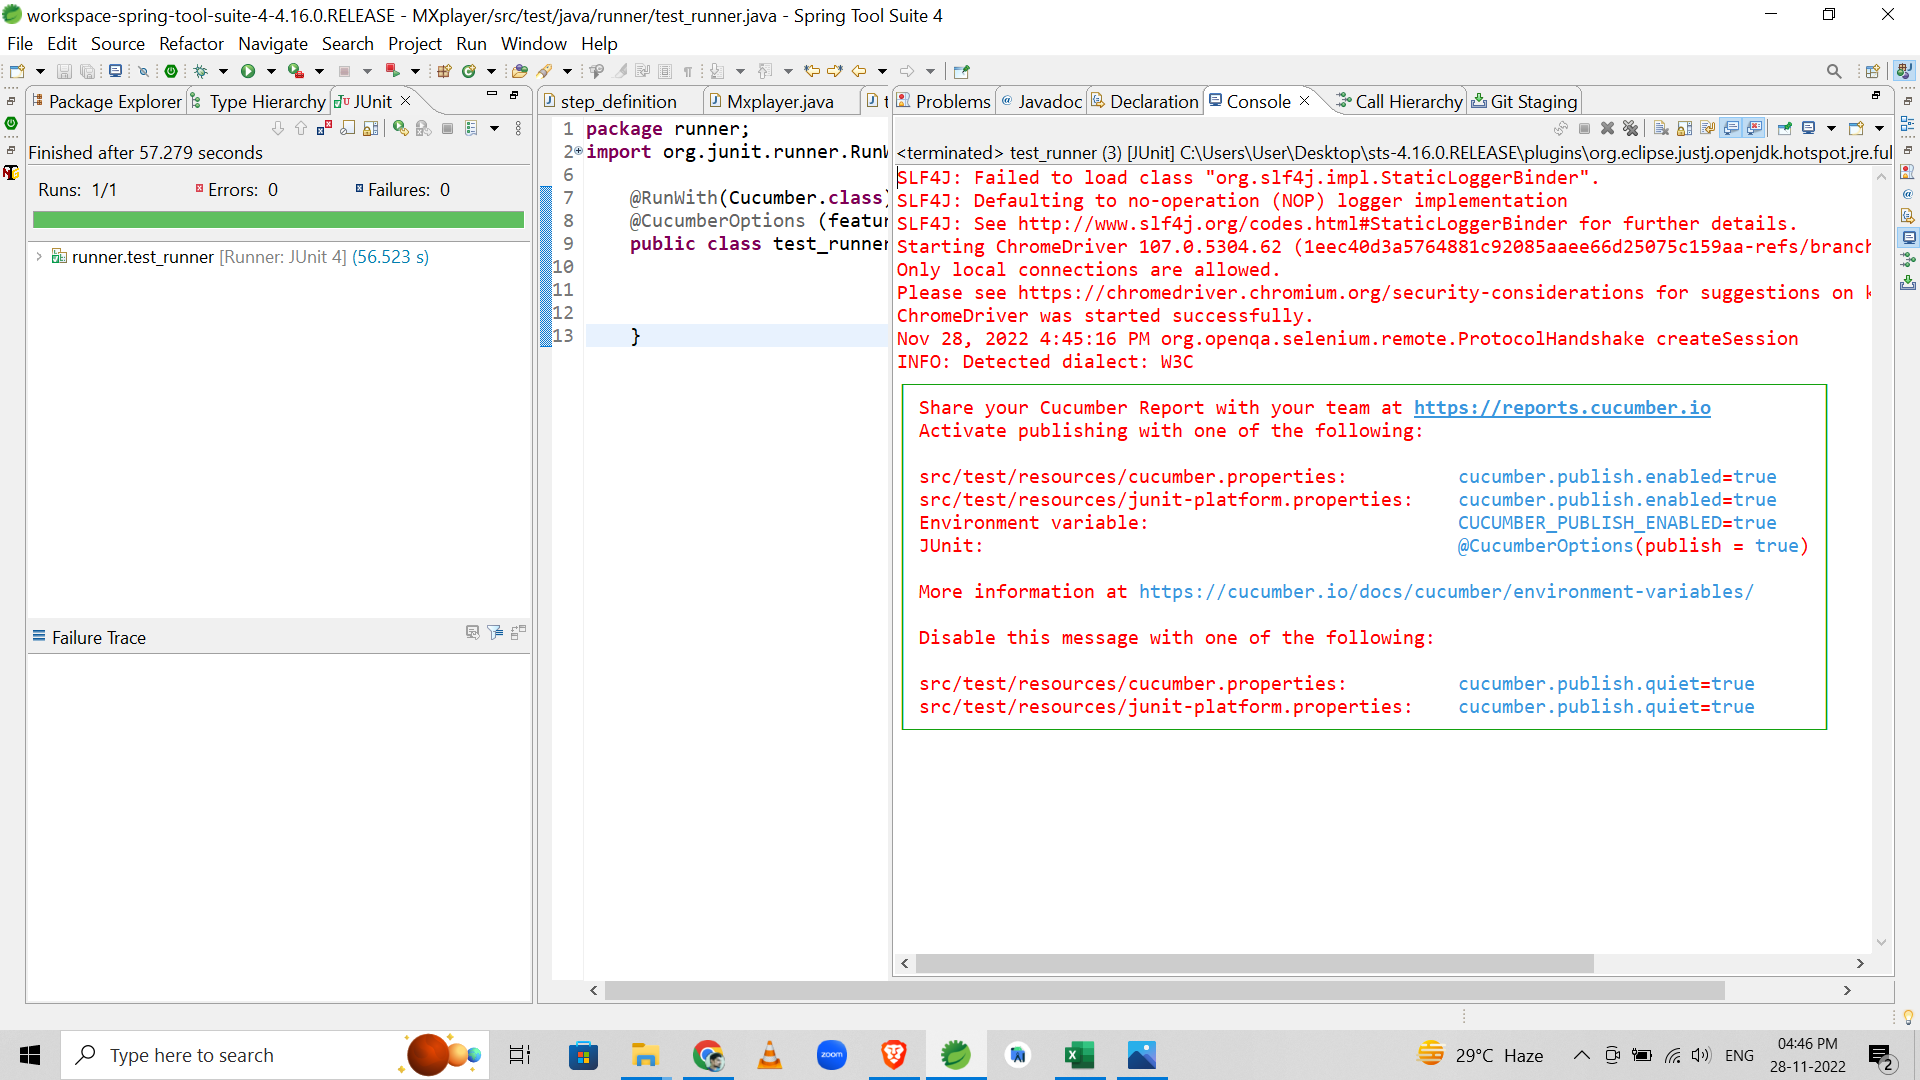 workspace-spring-tool-suite-4-4.16.0.RELEASE - MXplayer/src/test/java/runner/test_runner.java - Spring Tool Suite 4
File Edit Source Refactor Navigate Search Project Run Window Help
Package Explorer Type Hierarchy JUnit
Finished after 57.279 seconds
Runs: 1/1 Errors: 0 Failures: 0
runner.test_runner [Runner: JUnit 4] (56.523 s)
Failure Trace
step_definition Mxplayer.java
1 package runner;
2 import org.junit.runner.RunW
6
7 @RunWith(Cucumber.class)
8 @CucumberOptions (featur
9 public class test_runner
10
11
12
13 }
Problems Javadoc Declaration Console Call Hierarchy Git Staging
<terminated> test_runner (3) [JUnit] C:\Users\User\Desktop\sts-4.16.0.RELEASE\plugins\org.eclipse.justj.openjdk.hotspot.jre.ful
SLF4J: Failed to load class "org.slf4j.impl.StaticLoggerBinder".
SLF4J: Defaulting to no-operation (NOP) logger implementation
SLF4J: See http://www.slf4j.org/codes.html#StaticLoggerBinder for further details.
Starting ChromeDriver 107.0.5304.62 (1eec40d3a5764881c92085aaee66d25075c159aa-refs/branch
Only local connections are allowed.
Please see https://chromedriver.chromium.org/security-considerations for suggestions on k
ChromeDriver was started successfully.
Nov 28, 2022 4:45:16 PM org.openqa.selenium.remote.ProtocolHandshake createSession
INFO: Detected dialect: W3C
Share your Cucumber Report with your team at https://reports.cucumber.io
Activate publishing with one of the following:
src/test/resources/cucumber.properties: cucumber.publish.enabled=true
src/test/resources/junit-platform.properties: cucumber.publish.enabled=true
Environment variable: CUCUMBER_PUBLISH_ENABLED=true
JUnit: @CucumberOptions(publish = true)
More information at https://cucumber.io/docs/cucumber/environment-variables/
Disable this message with one of the following:
src/test/resources/cucumber.properties: cucumber.publish.quiet=true
src/test/resources/junit-platform.properties: cucumber.publish.quiet=true
Type here to search
zoom
29°C Haze
ENG
04:46 PM
28-11-2022
2